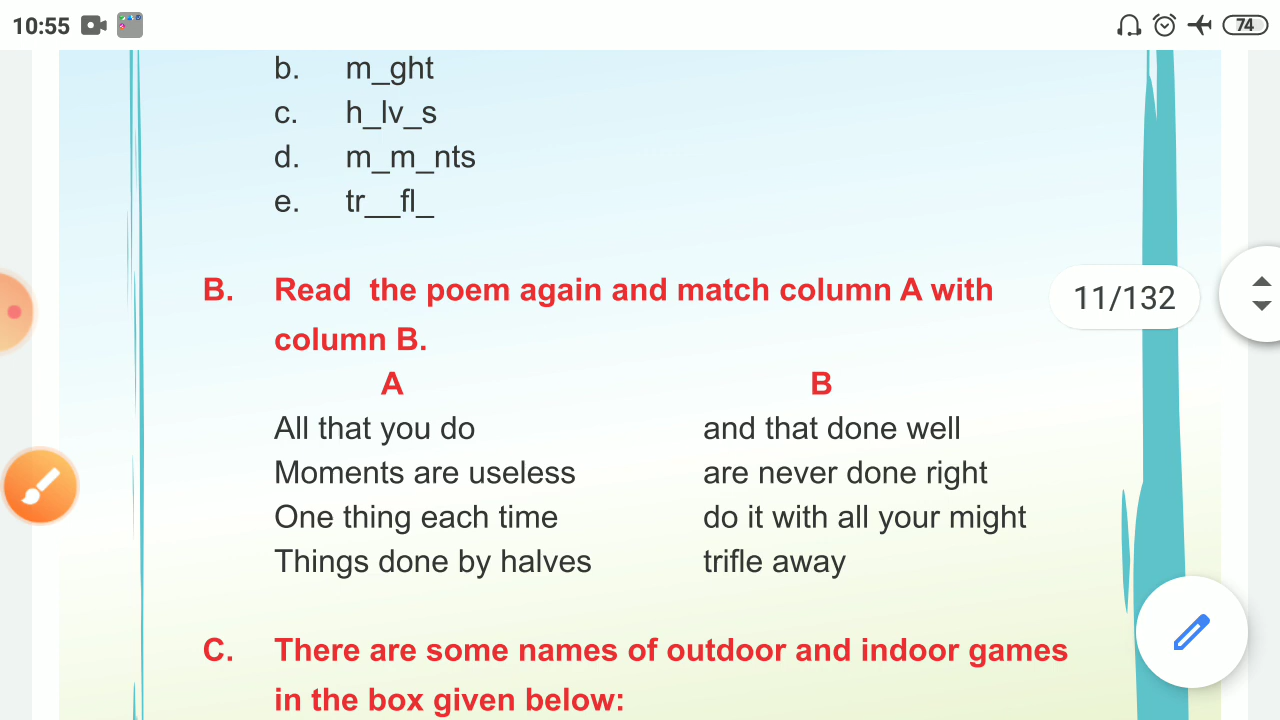 10:55 74
b. m_ght
c. h_lv_s
d. m_m_nts
e. tr__fl_
B. Read the poem again and match column A with
column B.
11/132
A B
All that you do and that done well
Moments are useless are never done right
One thing each time do it with all your might
Things done by halves trifle away
C. There are some names of outdoor and indoor games
in the box given below: